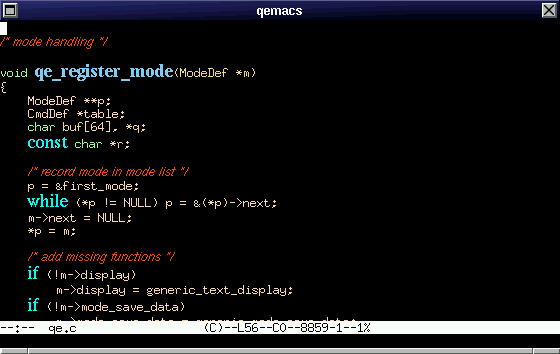 qemacs
/* mode handling */
void qe_register_mode(ModeDef *m)
{
    ModeDef **p;
    CmdDef *table;
    char buf[64], *q;
    const char *r;
    /* record mode in mode list */
    p = &first_mode;
    while (*p != NULL) p = &(*p)->next;
    m->next = NULL;
    *p = m;
    /* add missing functions */
    if (!m->display)
        m->display = generic_text_display;
    if (!m->mode_save_data)
        m->mode_save_data = generic_mode_save_data;
--:--  qe.c                  (C)--L56--C0--8859-1--1%